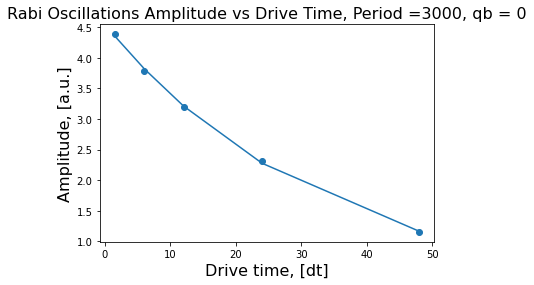 Rabi Oscillations Amplitude vs Drive Time, Period =3000, qb = 0
4.5
4.0
3.5
3.0
2.5
2.0
1.5
1.0
Amplitude, [a.u.]
0 10 20 30 40 50
Drive time, [dt]